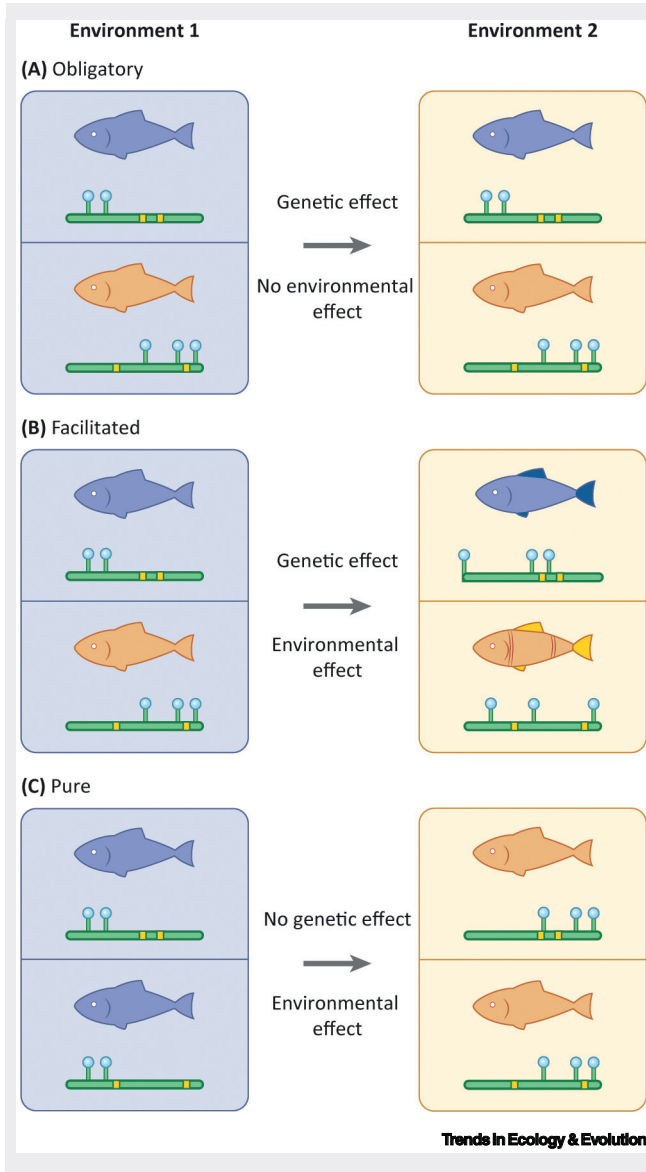 Environment 1
Environment 2
(A) Obligatory
Genetic effect
No environmental
effect
(B) Facilitated
Genetic effect
Environmental
effect
(C) Pure
No genetic effect
Environmental
effect
Trends in Ecology & Evolution